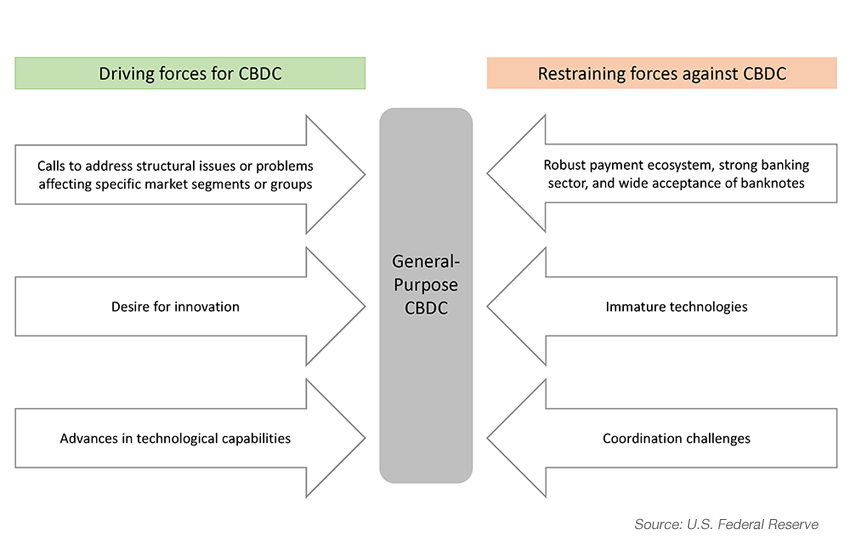 Driving forces for CBDC
Restraining forces against CBDC
Calls to address structural issues or problems
affecting specific market segments or groups
Robust payment ecosystem, strong banking
sector, and wide acceptance of banknotes
General-
Purpose
CBDC
Desire for innovation
Immature technologies
Advances in technological capabilities
Coordination challenges
Source: U.S. Federal Reserve